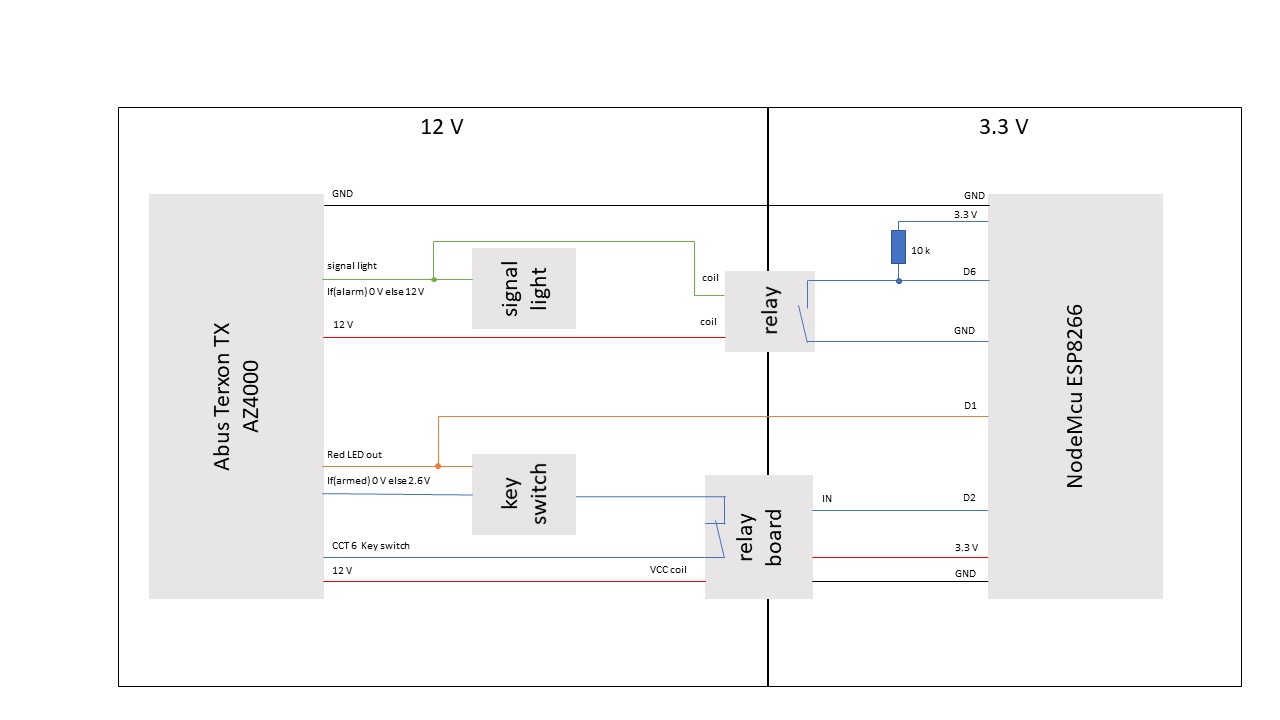 12 V
3.3 V
GND
GND
3.3 V
signal light
If(alarm) 0 V else 12 V
12 V
signal
light
coil
coil
relay
10 k
D6
GND
Abus Terxon TX
AZ4000
NodeMcu ESP8266
D1
Red LED out
If(armed) 0 V else 2.6 V
key
switch
CCT 6 Key switch
12 V
VCC coil
relay
board
IN
D2
3.3 V
GND